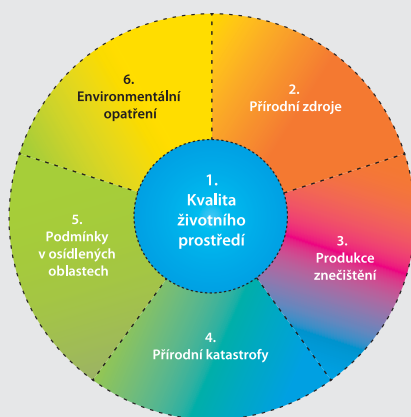 1.
Kvalita
životního
prostředí
2.
Přírodní zdroje
3.
Produkce
znečištění
4.
Přírodní katastrofy
5.
Podmínky
v osídlených
oblastech
6.
Environmentální
opatření